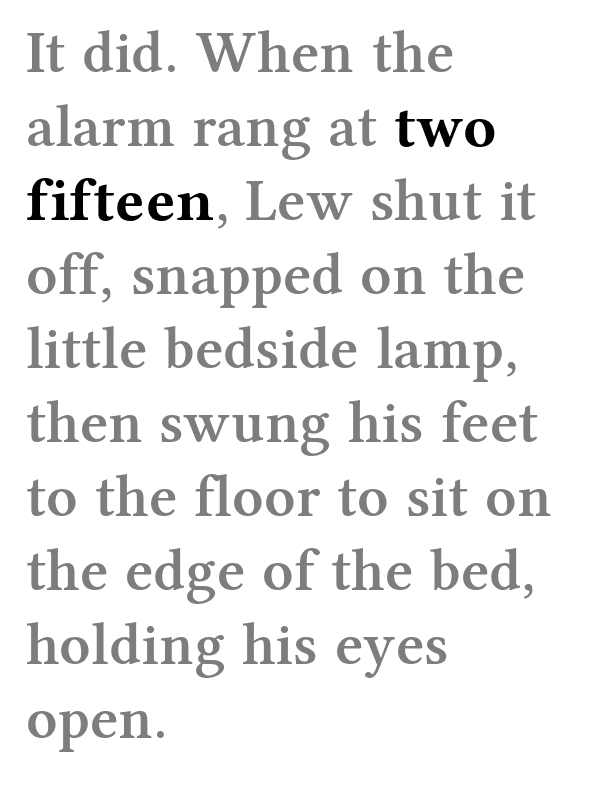 It did. When the
alarm rang at two
fifteen, Lew shut it
off, snapped on the
little bedside lamp,
then swung his feet
to the floor to sit on
the edge of the bed,
holding his eyes
open.